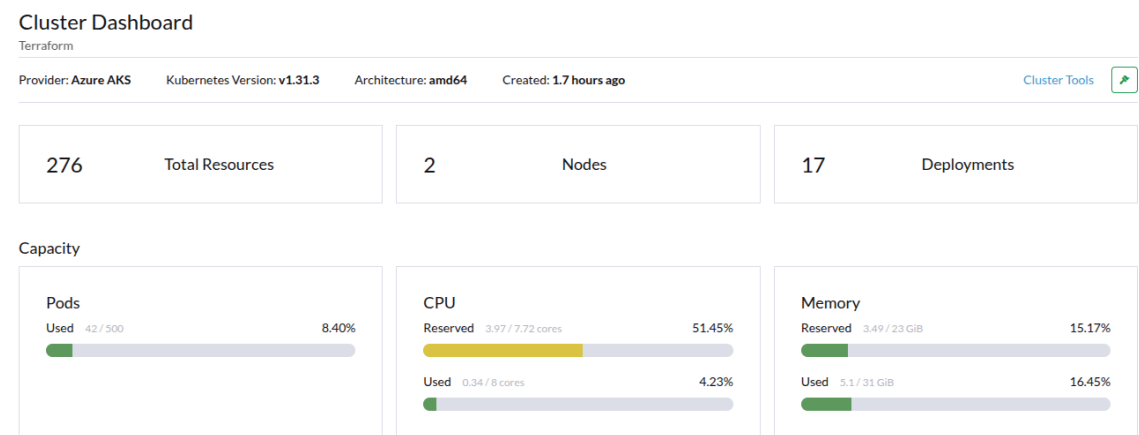 Cluster Dashboard
Terraform
Provider: Azure AKS Kubernetes Version: v1.31.3 Architecture: amd64 Created: 1.7 hours ago Cluster Tools
276 Total Resources
2 Nodes
17 Deployments
Capacity
Pods
Used 42 / 500 8.40%
CPU
Reserved 3.97 / 7.72 cores 51.45%
Used 0.34 / 8 cores 4.23%
Memory
Reserved 3.49 / 23 GiB 15.17%
Used 5.1 / 31 GiB 16.45%